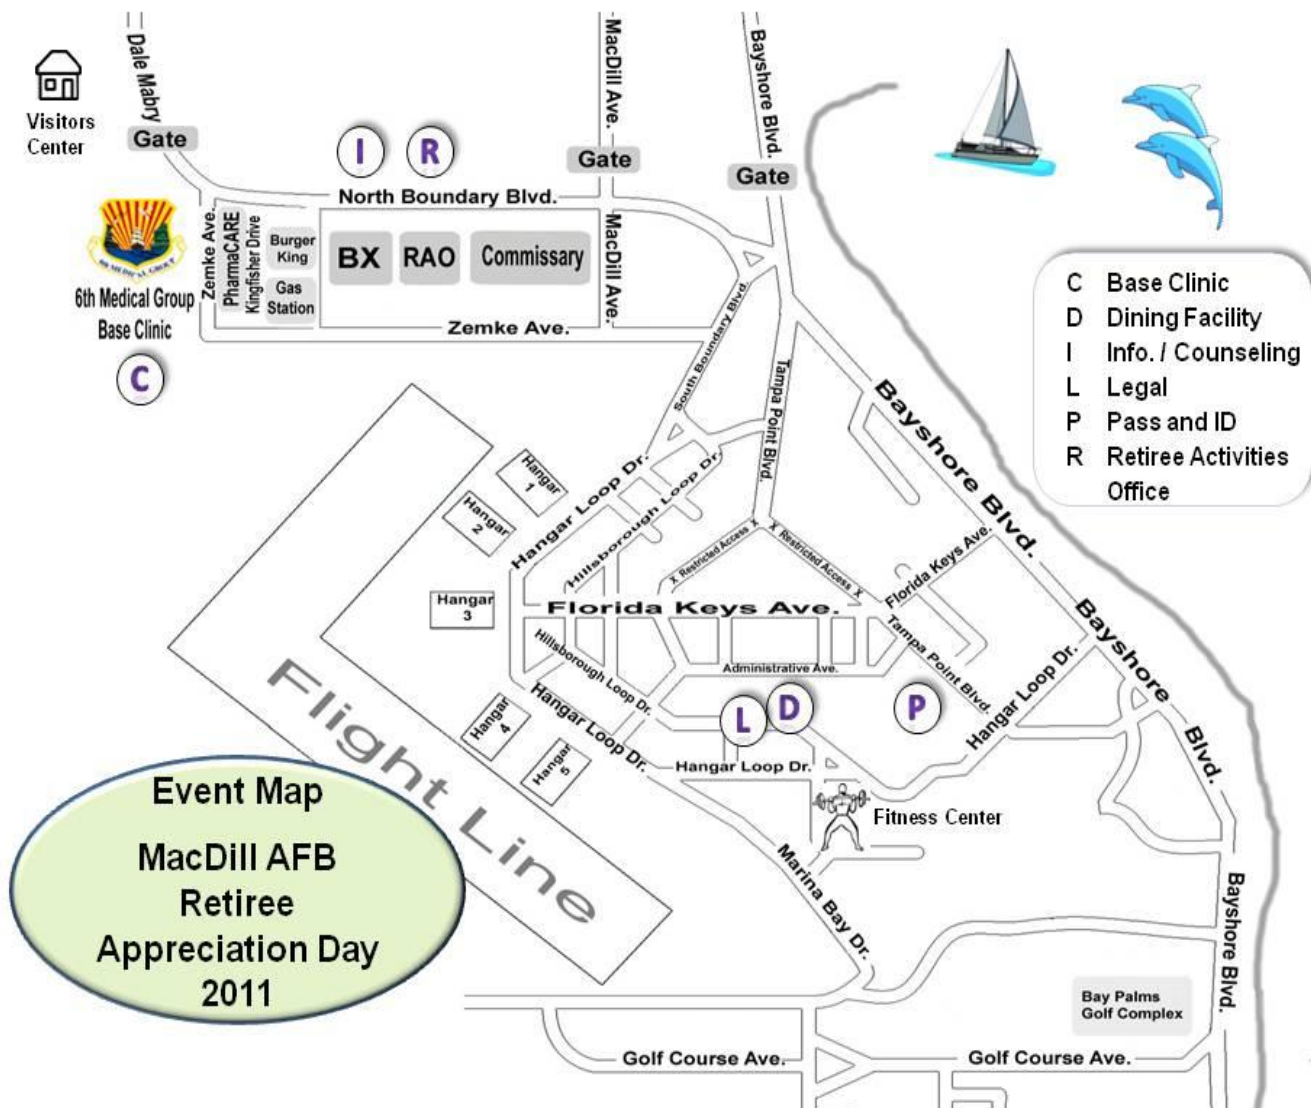 Dale Mabry
MacDill Ave.
Bayshore Blvd.
Visitors
Center
Gate
I
R
Gate
Gate
North Boundary Blvd.
Zemke Ave.
PharmaCARE
Kingfisher Drive
Burger
King
Gas
Station
BX
RAO
Commissary
MacDill Ave.
6th Medical Group
Base Clinic
C
Zemke Ave.
South Boundary Blvd.
Tampa Point Blvd.
C Base Clinic
D Dining Facility
I Info. / Counseling
L Legal
P Pass and ID
R Retiree Activities
Office
Bayshore Blvd.
Hangar
1
Hangar
2
Hangar
3
Hangar Loop Dr.
Hillsborough Loop Dr.
X Restricted Access X
X Restricted Access X
Florida Keys Ave.
Florida Keys Ave.
Bayshore Blvd.
Tampa Point Blvd.
Hangar Loop Dr.
Hillsborough Loop Dr.
Administrative Ave.
Hangar Loop Dr.
Hangar
4
Hangar
5
L
D
P
Hangar Loop Dr.
Fitness Center
Flight Line
Marina Bay Dr.
Bayshore Blvd.
Event Map
MacDill AFB
Retiree
Appreciation Day
2011
Bay Palms
Golf Complex
Golf Course Ave.
Golf Course Ave.